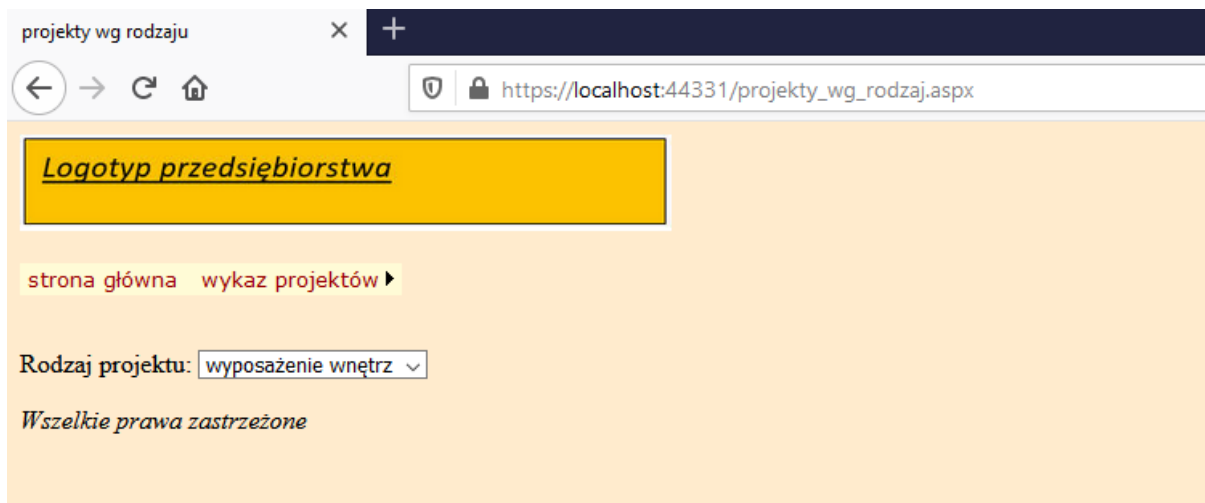 projekty wg rodzaju
https://localhost:44331/projekty_wg_rodzaj.aspx
Logotyp przedsiębiorstwa
strona główna wykaz projektów
Rodzaj projektu: wyposażenie wnętrz
Wszelkie prawa zastrzeżone